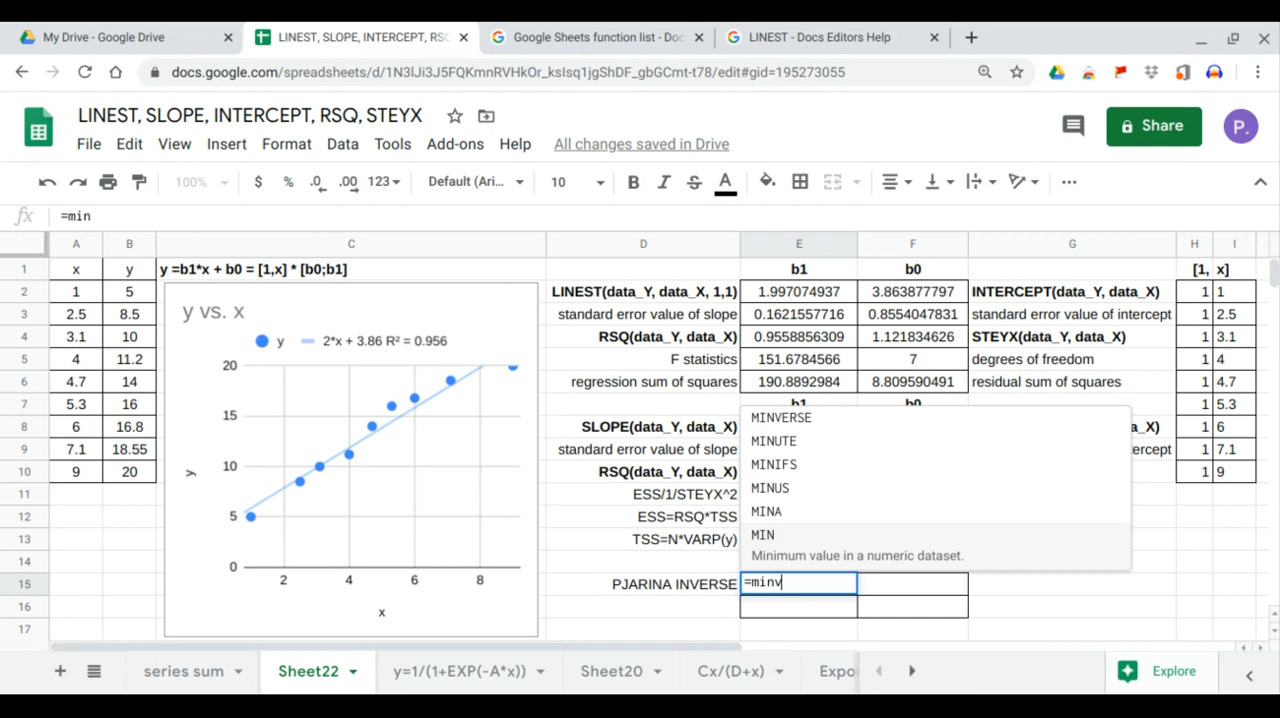 My Drive - Google Drive
LINEST, SLOPE, INTERCEPT, RSQ
Google Sheets function list - Doc
LINEST - Docs Editors Help
docs.google.com/spreadsheets/d/1N3lJi3J5FQKmnRVHkOr_ksIsq1jgShDF_gbGCmt-t78/edit#gid=195273055
LINEST, SLOPE, INTERCEPT, RSQ, STEYX
File Edit View Insert Format Data Tools Add-ons Help All changes saved in Drive
Share
P.
100% $ % .0 .00 123 Default (Ari... 10 B I S A
fx =min
A B C D E F G H I
1 x y y =b1*x + b0 = [1,x] * [b0;b1] b1 b0 [1, x]
2 1 5 LINEST(data_Y, data_X, 1,1) 1.997074937 3.863877797 INTERCEPT(data_Y, data_X) 1 1
3 2.5 8.5 standard error value of slope 0.1621557106 0.8554047831 standard error value of intercept 1 2.5
4 3.1 10 RSQ(data_Y, data_X) 0.9558856311 1.121834626 STEYX(data_Y, data_X) 1 3.1
5 4 11.2 F statistics 151.6784566 7 degrees of freedom 1 4
6 4.7 14 regression sum of squares 190.8892984 8.809590491 residual sum of squares 1 4.7
7 5.3 16 b1 b0 1 5.3
8 6 16.8 SLOPE(data_Y, data_X) a_X) 1 6
9 7.1 18.55 standard error value of slope ercept 1 7.1
10 9 20 RSQ(data_Y, data_X) 1 9
11 ESS/1/STEYX^2
12 ESS=RSQ*TSS
13 TSS=N*VARP(y)
14
15 PJARINA INVERSE =minv
16
17
y vs. x
y 2*x + 3.86 R² = 0.956
20
15
y
10
5
0
2 4 6 8
x
MINVERSE
MINUTE
MINIFS
MINUS
MINA
MIN
Minimum value in a numeric dataset.
+ series sum Sheet22 y=1/(1+EXP(-A*x)) Sheet20 Cx/(D+x) Expo Explore